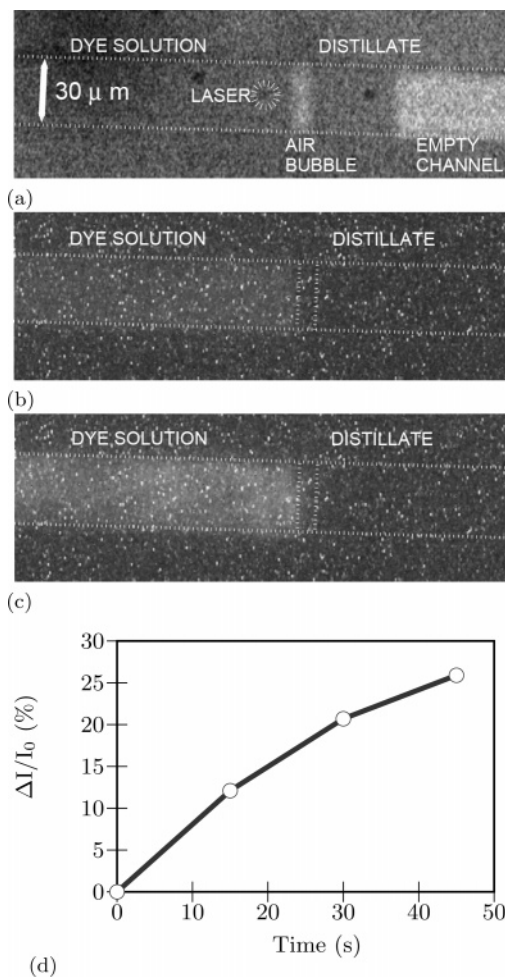 DYE SOLUTION DISTILLATE
30 μ m
LASER
AIR BUBBLE
EMPTY CHANNEL
(a)
DYE SOLUTION DISTILLATE
(b)
DYE SOLUTION DISTILLATE
(c)
30
25
20
15
10
5
0
ΔI/I₀ (%)
0 10 20 30 40 50
Time (s)
(d)